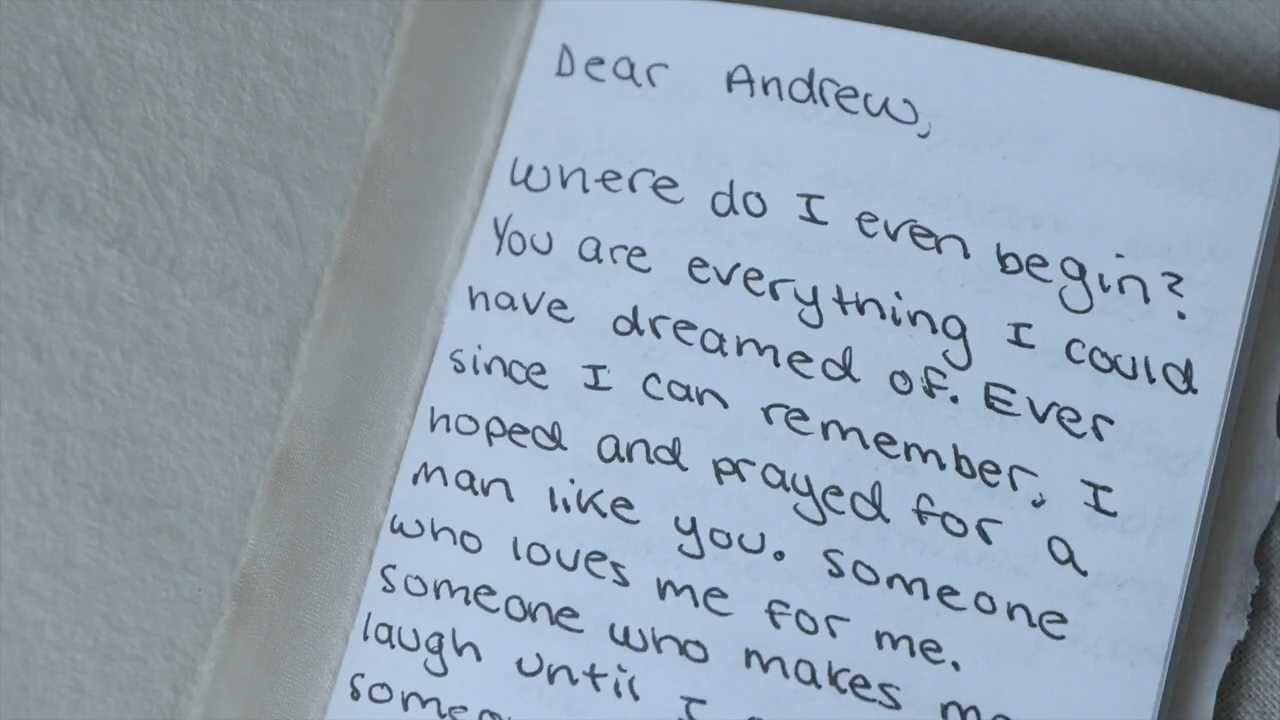 Dear Andrew,
Where do I even begin?
You are everything I could
have dreamed of. Ever
since I can remember, I
hoped and prayed for a
man like you. Someone
who loves me for me.
Someone who makes
laugh until I